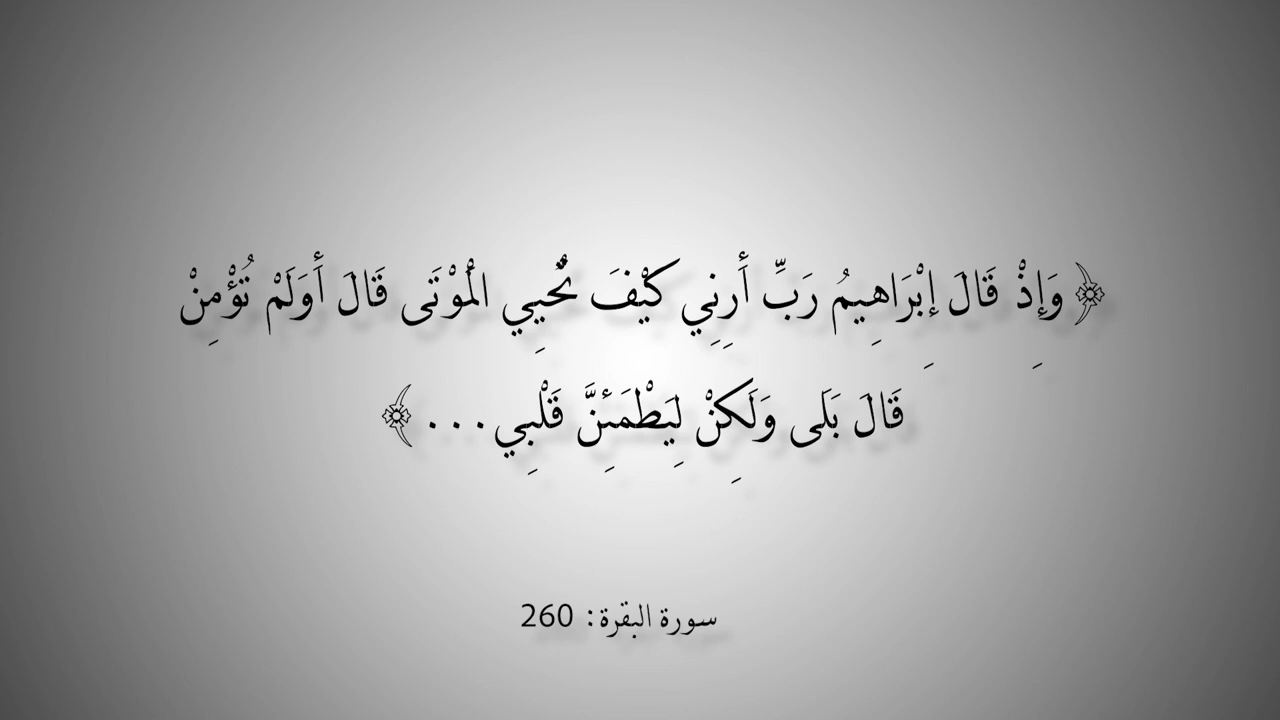 ﴿ وَإِذْ قَالَ إِبْرَاهِيمُ رَبِّ أَرِنِي كَيْفَ تُحْيِي الْمَوْتَى قَالَ أَوَلَمْ تُؤْمِنْ
قَالَ بَلَى وَلَكِنْ لِيَطْمَئِنَّ قَلْبِي... ﴾
سورة البقرة: 260